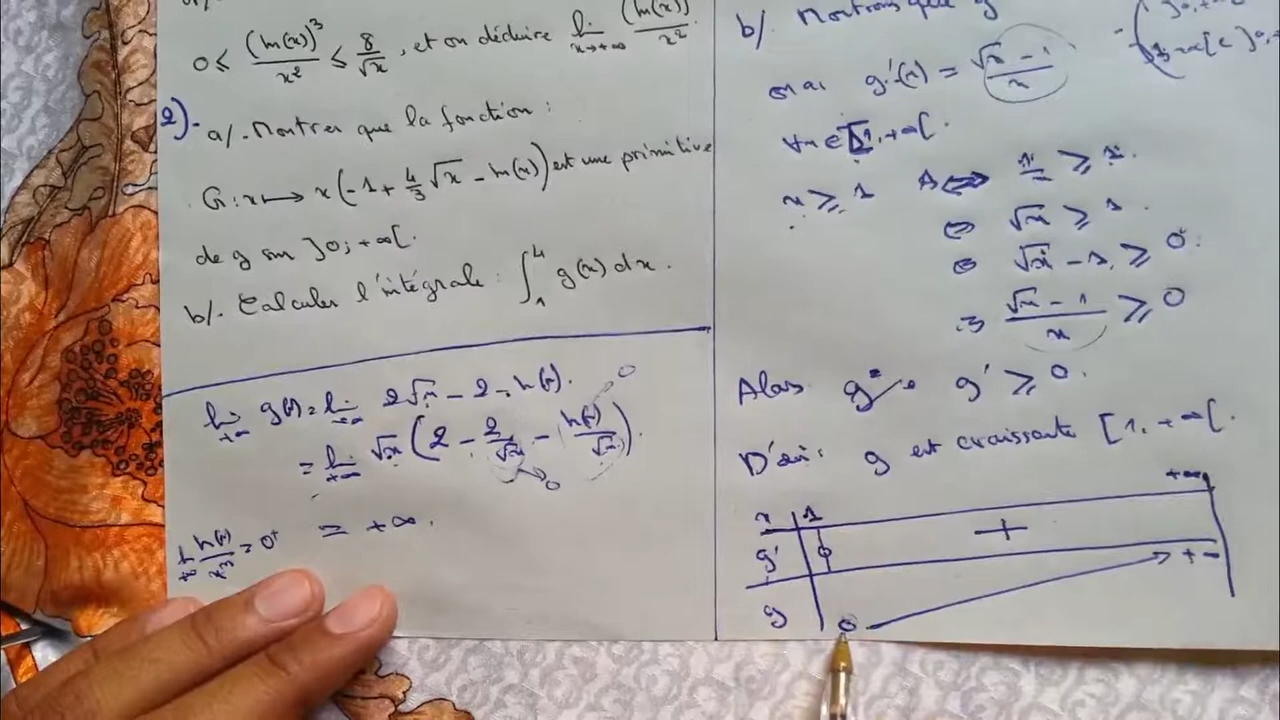 0 ≤ (ln(x))³/x² ≤ 8/√x, et on déduire lim x→+∞ (ln(x))³/x²
2)- a/- Montrer que la fonction :
G : x ⟼ x(-1 + 4/3 √x - ln(x)) est une primitive
de g sur ]0; +∞[.
b/- Calculer l'intégrale : ∫₁⁴ g(x) dx.
lim +∞ g(x) = lim +∞ 2√x - 2 - ln(x).
= lim +∞ √x (2 - 2/√x - ln(x)/√x).
→ 0
→ 0
= +∞.
b/ Montrons que g
on a : g'(x) = (√x - 1)/x
∀x ∈ [1, +∞[.
x ≥ 1
⇔ √x ≥ 1.
⇔ √x - 1 ≥ 0.
⇒ (√x - 1)/x ≥ 0
Alors g' ≥ 0.
D'où : g est croissante [1, +∞[.
x 1 +∞
g' 0 +
g 0 +∞